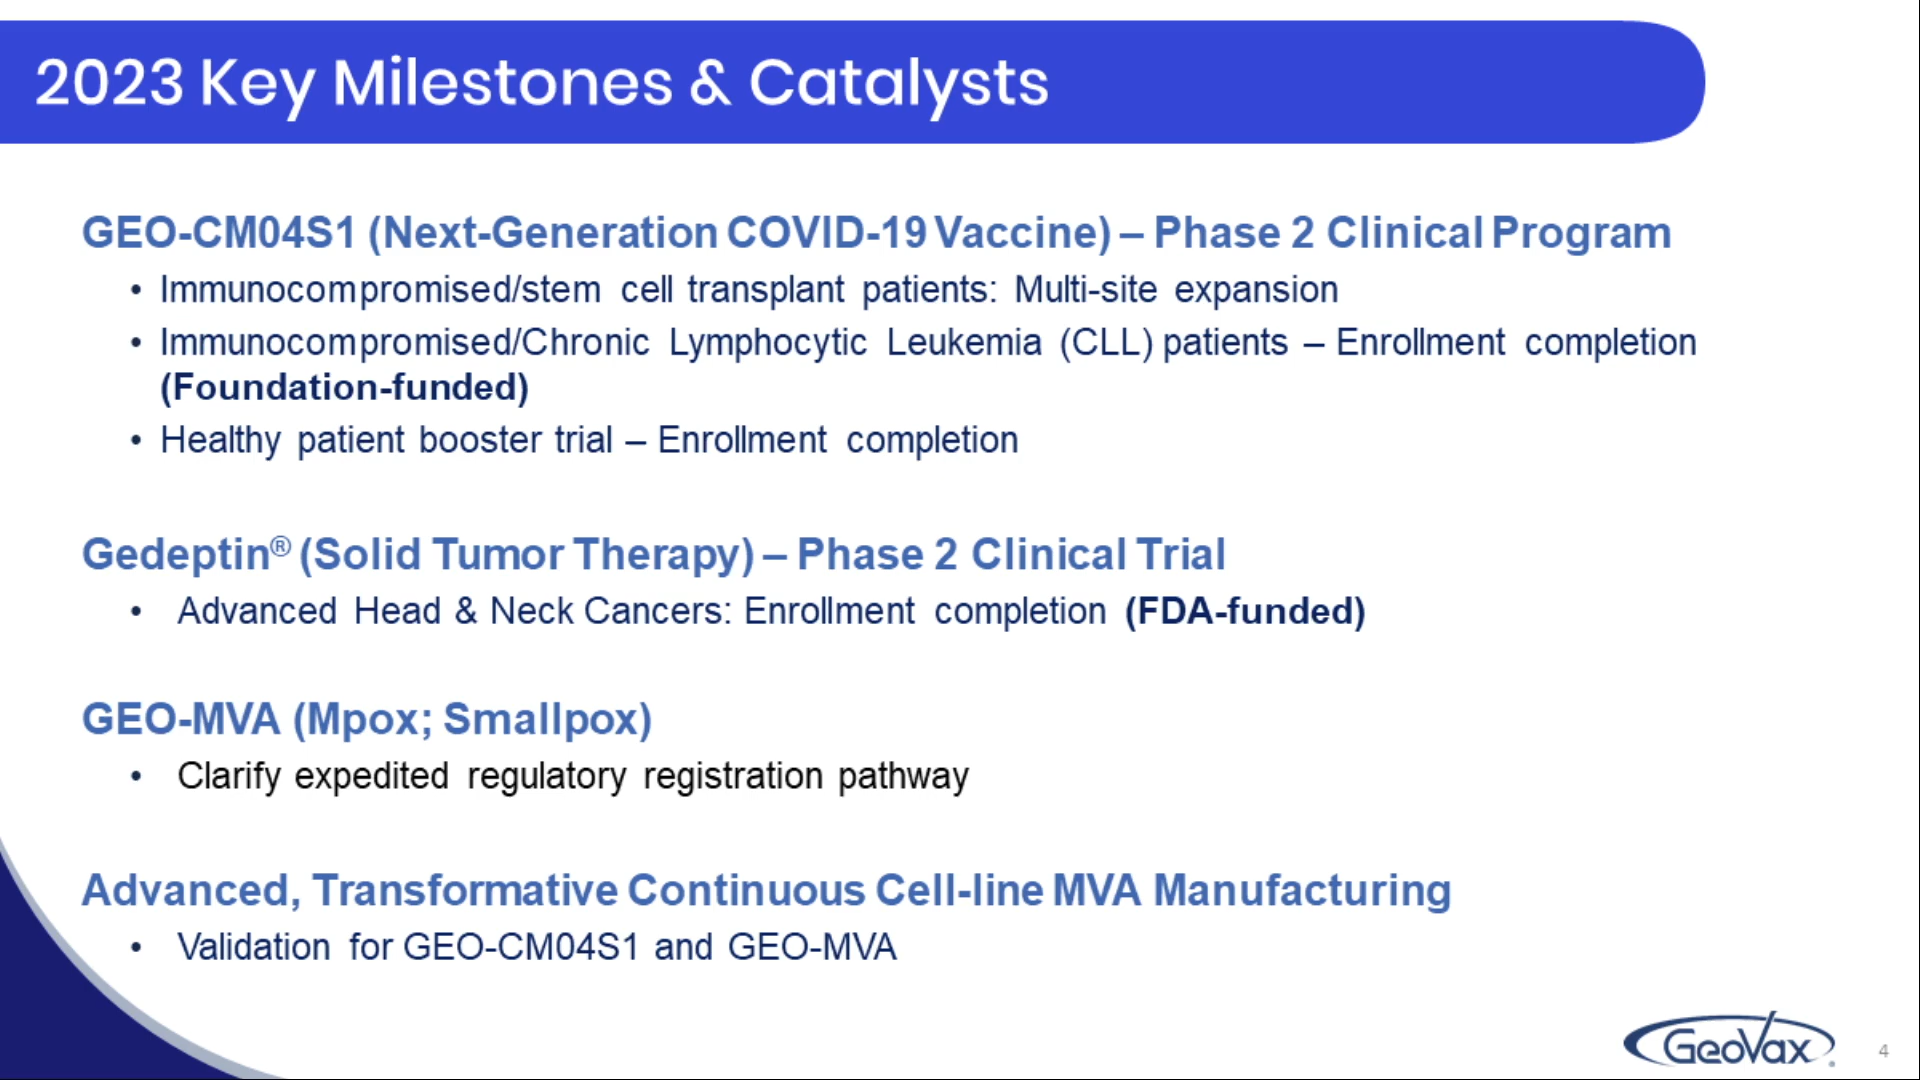 2023 Key Milestones & Catalysts
GEO-CM04S1 (Next-Generation COVID-19 Vaccine) – Phase 2 Clinical Program
• Immunocompromised/stem cell transplant patients: Multi-site expansion
• Immunocompromised/Chronic Lymphocytic Leukemia (CLL) patients – Enrollment completion
(Foundation-funded)
• Healthy patient booster trial – Enrollment completion
Gedeptin® (Solid Tumor Therapy) – Phase 2 Clinical Trial
• Advanced Head & Neck Cancers: Enrollment completion (FDA-funded)
GEO-MVA (Mpox; Smallpox)
• Clarify expedited regulatory registration pathway
Advanced, Transformative Continuous Cell-line MVA Manufacturing
• Validation for GEO-CM04S1 and GEO-MVA
GeoVax
4